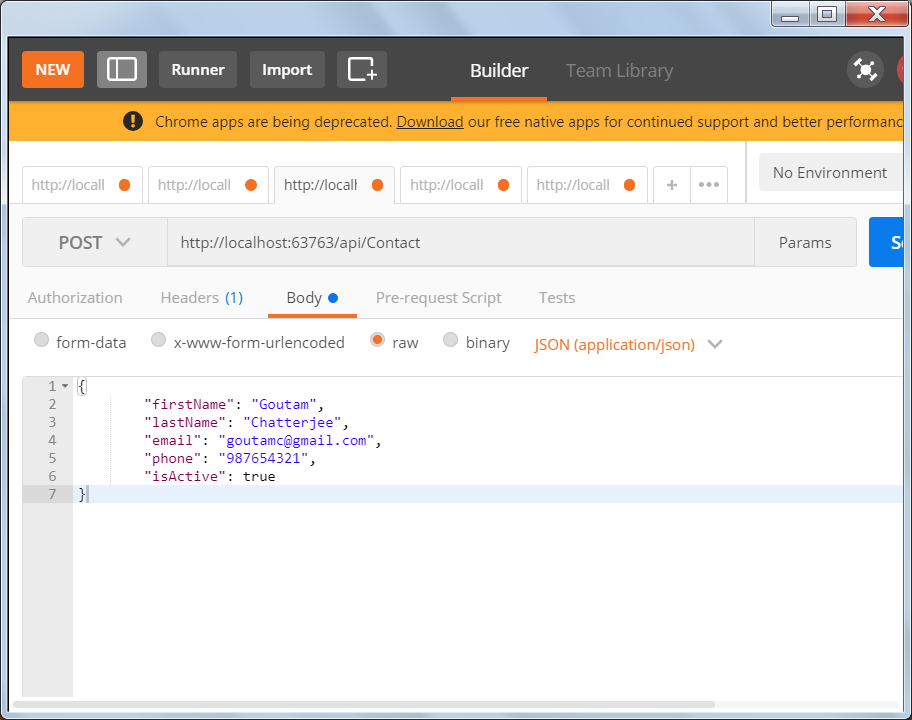 NEW Runner Import Builder Team Library
Chrome apps are being deprecated. Download our free native apps for continued support and better performanc
http://locall http://locall http://locall http://locall http://locall + ••• No Environment
POST http://localhost:63763/api/Contact Params Se
Authorization Headers (1) Body Pre-request Script Tests
form-data x-www-form-urlencoded raw binary JSON (application/json)
1 {
2 "firstName": "Goutam",
3 "lastName": "Chatterjee",
4 "email": "goutamc@gmail.com",
5 "phone": "987654321",
6 "isActive": true
7 }